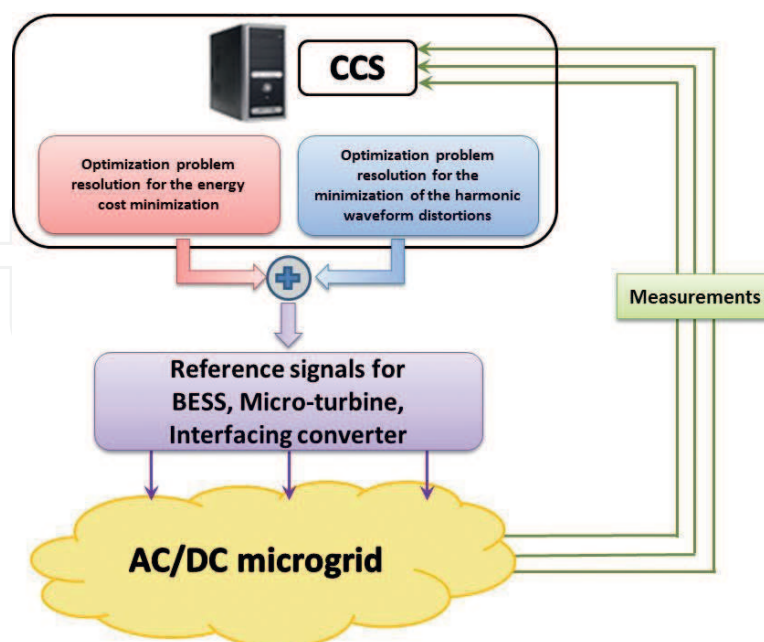 CCS
Optimization problem
resolution for the energy
cost minimization
Optimization problem
resolution for the
minimization of the harmonic
waveform distortions
Measurements
Reference signals for
BESS, Micro-turbine,
Interfacing converter
AC/DC microgrid